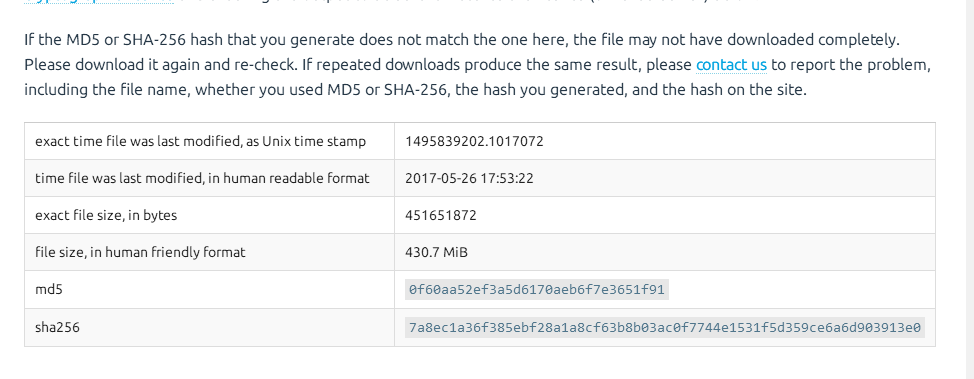 If the MD5 or SHA-256 hash that you generate does not match the one here, the file may not have downloaded completely.
Please download it again and re-check. If repeated downloads produce the same result, please contact us to report the problem,
including the file name, whether you used MD5 or SHA-256, the hash you generated, and the hash on the site.
exact time file was last modified, as Unix time stamp 1495839202.1017072
time file was last modified, in human readable format 2017-05-26 17:53:22
exact file size, in bytes 451651872
file size, in human friendly format 430.7 MiB
md5 0f60aa52ef3a5d6170aeb6f7e3651f91
sha256 7a8ec1a36f385ebf28a1a8cf63b8b03ac0f7744e1531f5d359ce6a6d903913e0